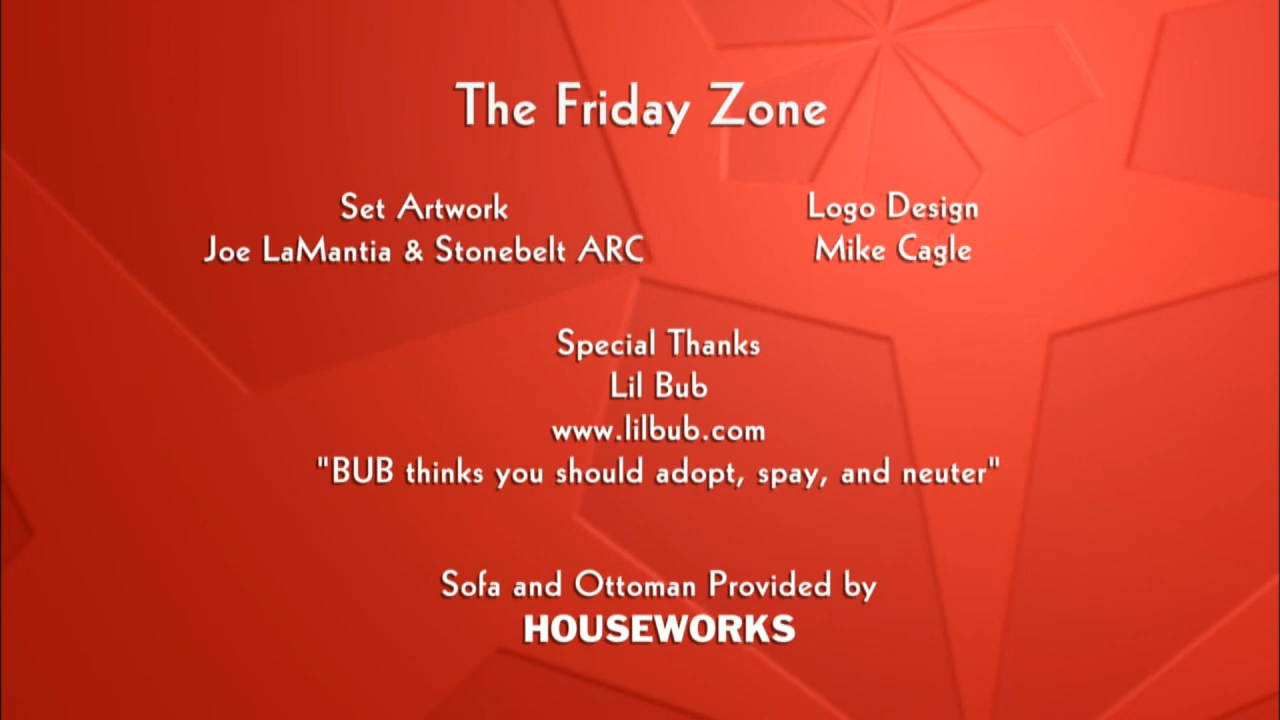 The Friday Zone
Set Artwork
Joe LaMantia & Stonebelt ARC
Logo Design
Mike Cagle
Special Thanks
Lil Bub
www.lilbub.com
"BUB thinks you should adopt, spay, and neuter"
Sofa and Ottoman Provided by
HOUSEWORKS